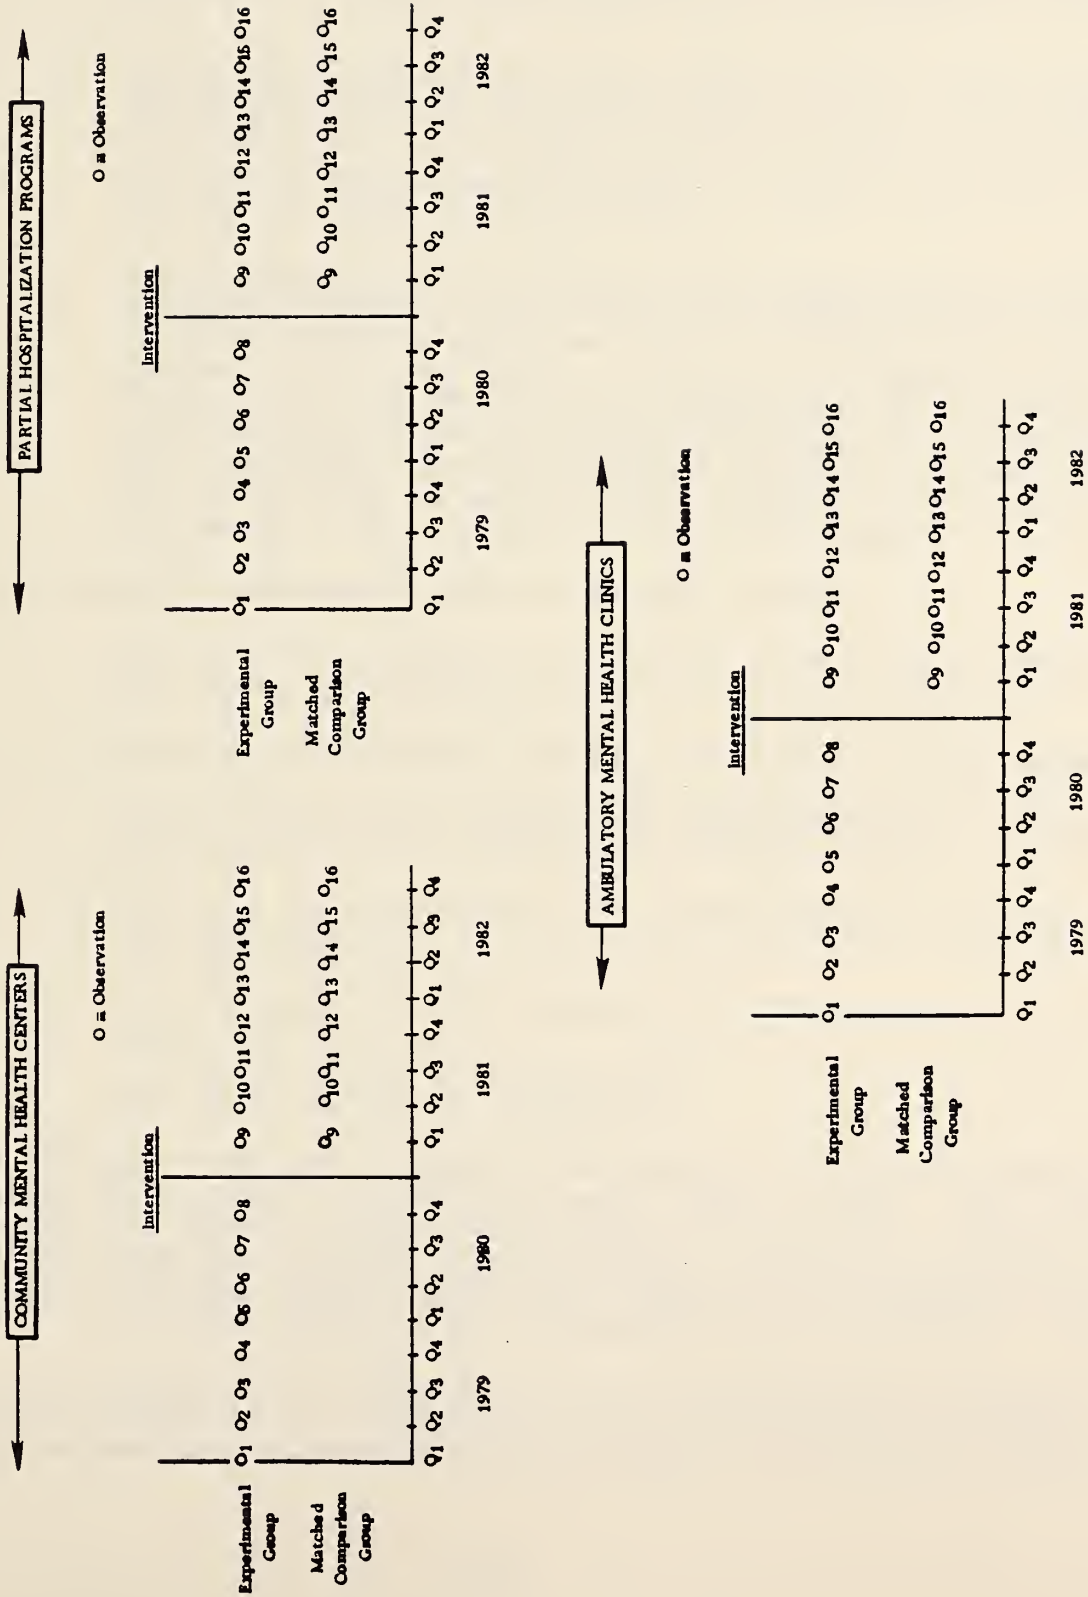 COMMUNITY MENTAL HEALTH CENTERS
O = Observation
Intervention
Experimental
Group
O1 O2 O3 O4 O5 O6 O7 O8 O9 O10 O11 O12 O13 O14 O15 O16
Matched
Comparison
Group
O9 O10 O11 O12 O13 O14 O15 O16
Q1 Q2 Q3 Q4 Q1 Q2 Q3 Q4 Q1 Q2 Q3 Q4 Q1 Q2 Q3 Q4
1979 1980 1981 1982
PARTIAL HOSPITALIZATION PROGRAMS
O = Observation
Intervention
Experimental
Group
O1 O2 O3 O4 O5 O6 O7 O8 O9 O10 O11 O12 O13 O14 O15 O16
Matched
Comparison
Group
O9 O10 O11 O12 O13 O14 O15 O16
Q1 Q2 Q3 Q4 Q1 Q2 Q3 Q4 Q1 Q2 Q3 Q4 Q1 Q2 Q3 Q4
1979 1980 1981 1982
AMBULATORY MENTAL HEALTH CLINICS
O = Observation
Intervention
Experimental
Group
O1 O2 O3 O4 O5 O6 O7 O8 O9 O10 O11 O12 O13 O14 O15 O16
Matched
Comparison
Group
O9 O10 O11 O12 O13 O14 O15 O16
Q1 Q2 Q3 Q4 Q1 Q2 Q3 Q4 Q1 Q2 Q3 Q4 Q1 Q2 Q3 Q4
1979 1980 1981 1982